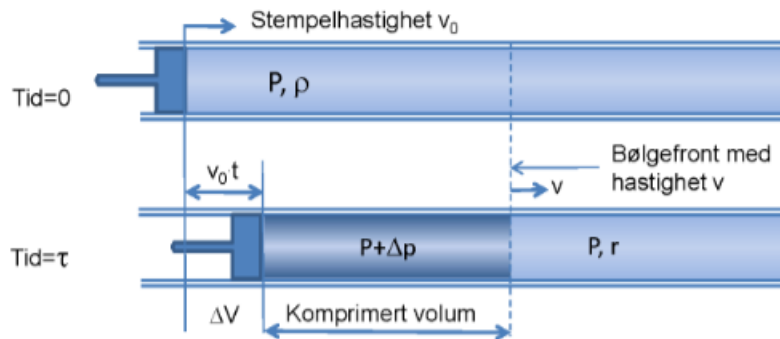 Stempelhastighet v₀
P, ρ
Tid=0
Bølgefront med
hastighet v
v₀·t
v
P+Δp
P, r
Tid=τ
ΔV
Komprimert volum